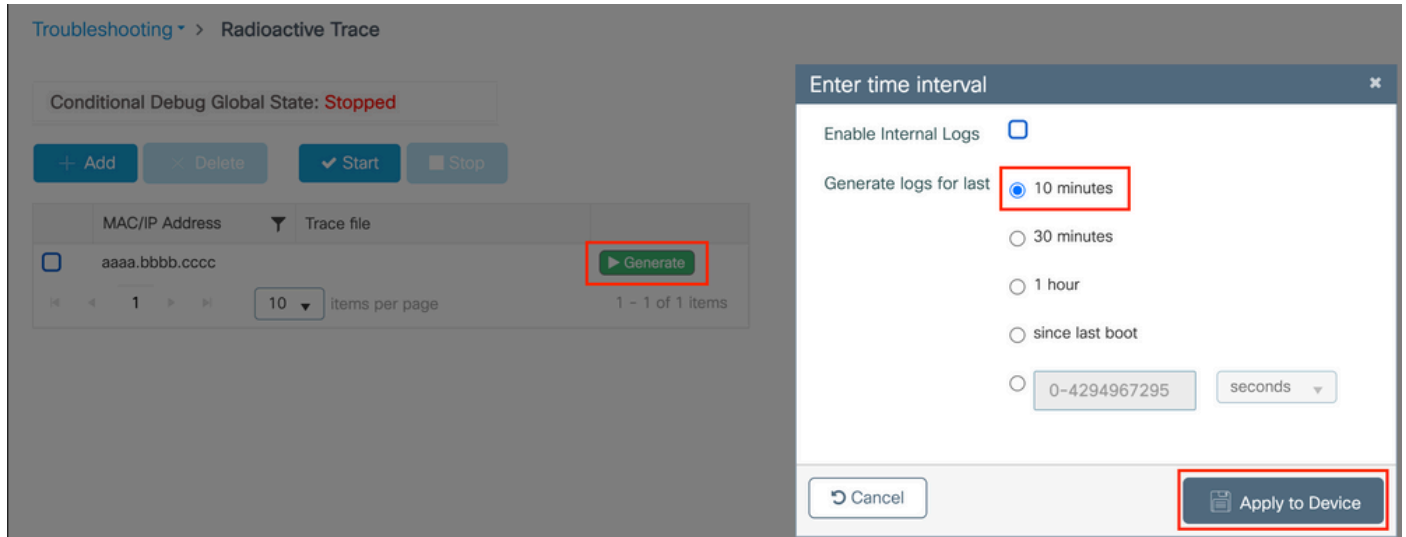 Troubleshooting > Radioactive Trace
Conditional Debug Global State: Stopped
+ Add × Delete ✔ Start Stop
MAC/IP Address Trace file
aaaa.bbbb.cccc Generate
1 10 items per page 1 - 1 of 1 items
Enter time interval ×
Enable Internal Logs
Generate logs for last 10 minutes
30 minutes
1 hour
since last boot
0-4294967295 seconds
Cancel Apply to Device